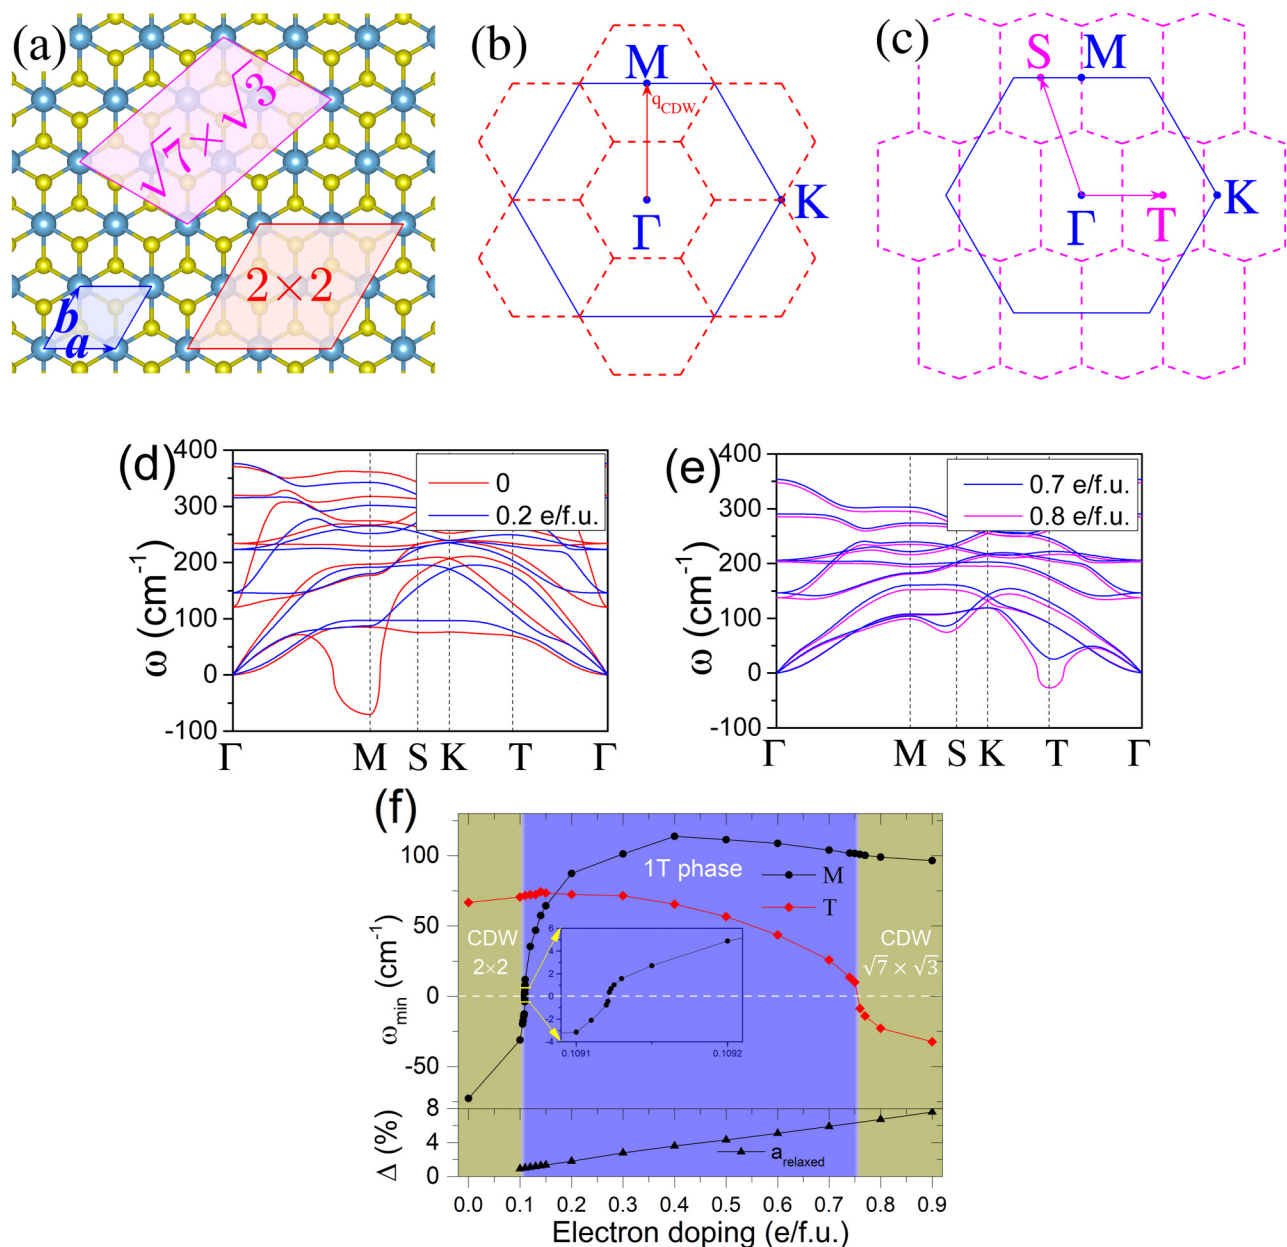 (a)
√7×√3
2×2
b
a
(b)
M
q_CDW
Γ
K
(c)
S
M
Γ
T
K
(d)
400
300
200
100
0
-100
ω (cm⁻¹)
0
0.2 e/f.u.
Γ M S K T Γ
(e)
400
300
200
100
0
-100
ω (cm⁻¹)
0.7 e/f.u.
0.8 e/f.u.
Γ M S K T Γ
(f)
100
50
0
-50
ω_min (cm⁻¹)
1T phase
M
T
CDW
2×2
CDW
√7 × √3
6
4
2
0
-2
-4
0.1091 0.1092
8
4
0
Δ (%)
a_relaxed
0.0 0.1 0.2 0.3 0.4 0.5 0.6 0.7 0.8 0.9
Electron doping (e/f.u.)